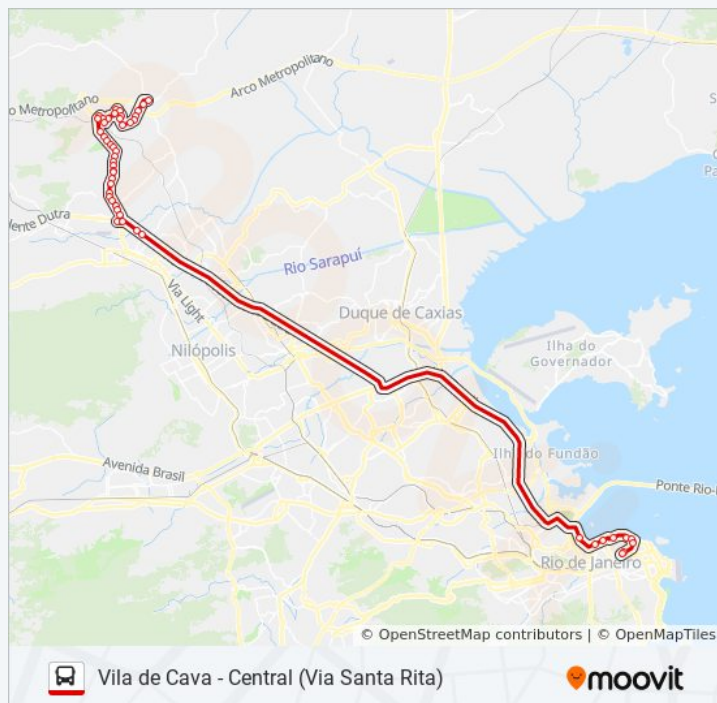 Arco Metropolitano
o Metropolitano
lente Dutra
Rio Sarapuí
Via Light
Duque de Caxias
Nilópolis
Ilha do
Governador
Avenida Brasil
Ilha do Fundão
Ponte Rio-
Rio de Janeiro
© OpenStreetMap contributors | © OpenMapTiles
Vila de Cava - Central (Via Santa Rita)
moovit